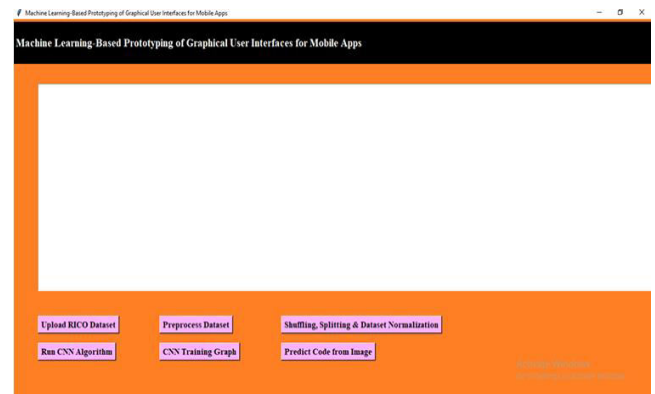 Machine Learning-Based Prototyping of Graphical User Interfaces for Mobile Apps
Machine Learning-Based Prototyping of Graphical User Interfaces for Mobile Apps
Upload RICO Dataset
Preprocess Dataset
Shuffling, Splitting & Dataset Normalization
Run CNN Algorithm
CNN Training Graph
Predict Code from Image